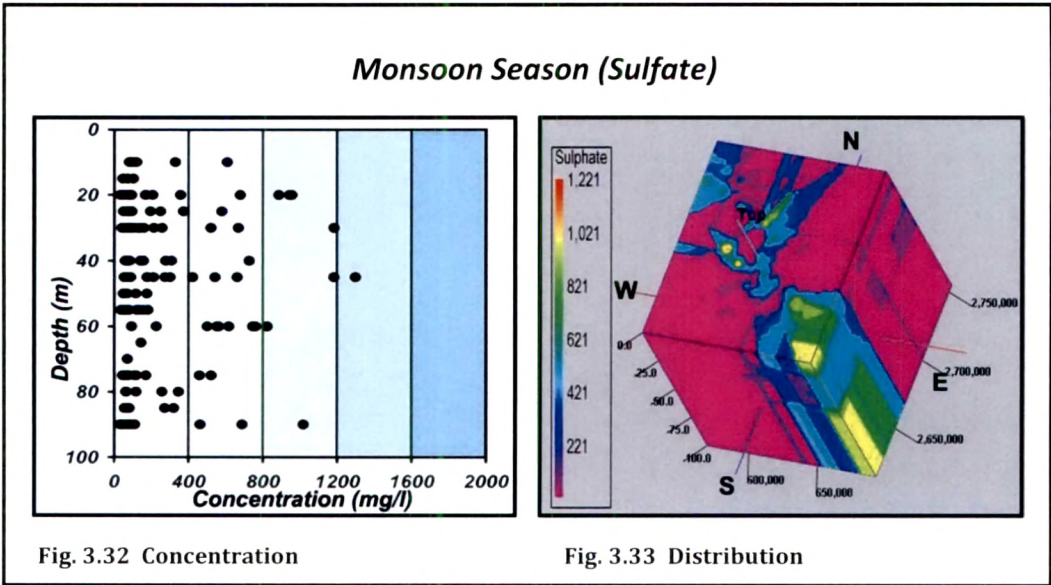 Monsoon Season (Sulfate)
0
20
40
60
80
100
Depth (m)
0 400 800 1200 1600 2000
Concentration (mg/l)
Fig. 3.32 Concentration
Sulphate
1,221
1,021
821
621
421
221
N
Top
W
E
S
0.0
25.0
50.0
75.0
100.0
600,000
650,000
2,650,000
2,700,000
2,750,000
Fig. 3.33 Distribution